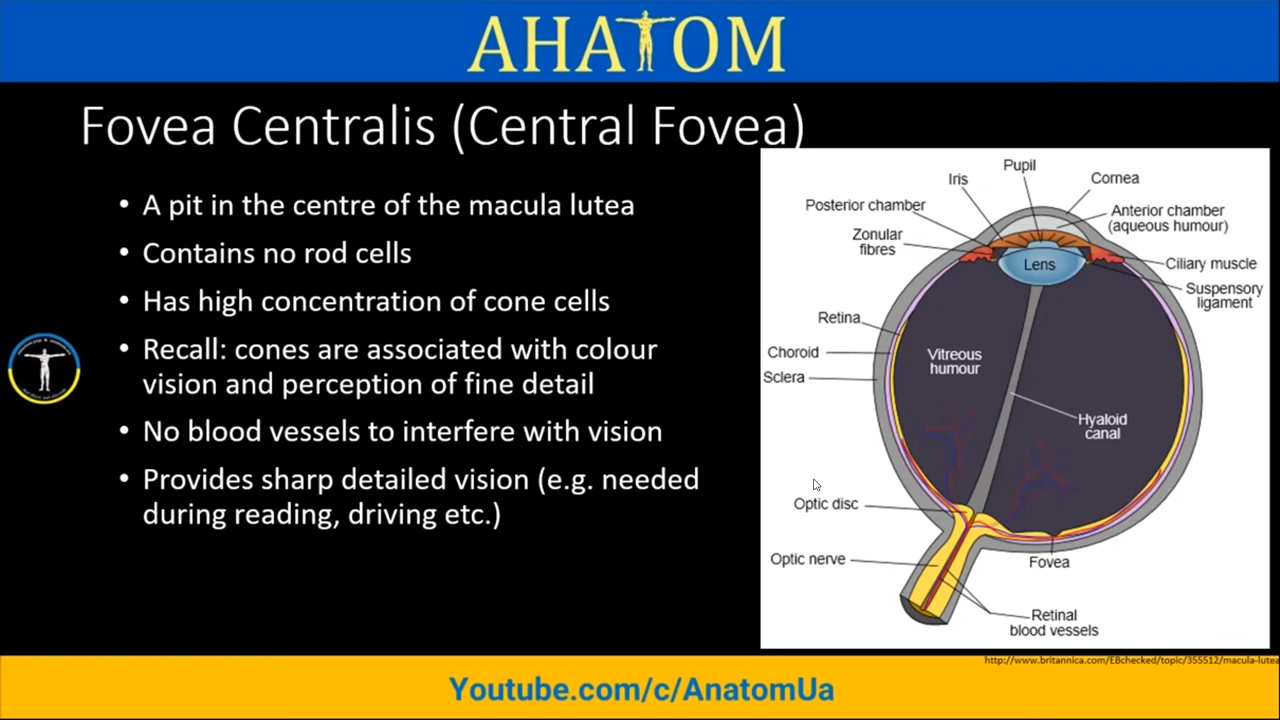 AHATOM
Fovea Centralis (Central Fovea)
• A pit in the centre of the macula lutea
• Contains no rod cells
• Has high concentration of cone cells
• Recall: cones are associated with colour
vision and perception of fine detail
• No blood vessels to interfere with vision
• Provides sharp detailed vision (e.g. needed
during reading, driving etc.)
Pupil
Iris
Cornea
Posterior chamber
Anterior chamber
(aqueous humour)
Zonular
fibres
Lens
Ciliary muscle
Suspensory
ligament
Retina
Choroid
Sclera
Vitreous
humour
Hyaloid
canal
Optic disc
Optic nerve
Fovea
Retinal
blood vessels
http://www.britannica.com/EBchecked/topic/355512/macula-lutea
Youtube.com/c/AnatomUa